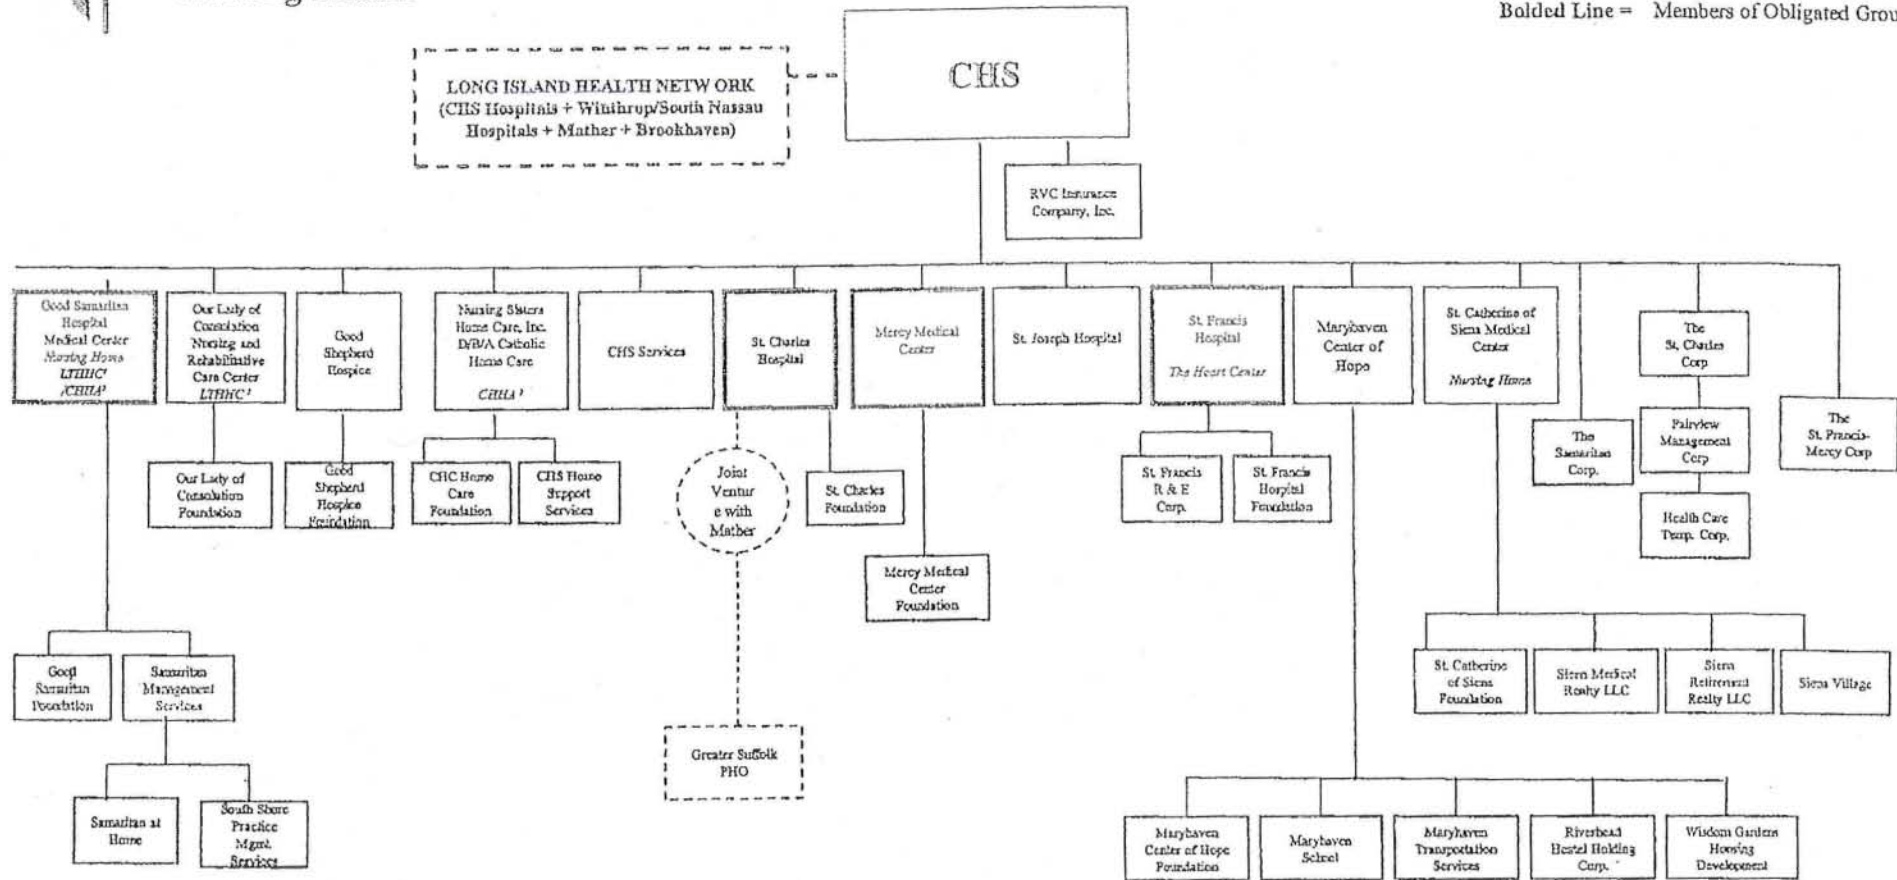 Bolded Line = Members of Obligated
CHS
LONG ISLAND HEALTH NETWORK
(CHS Hospitals + Winthrop/South Nassau
Hospitals + Mather + Brookhaven)
RVC Insurance
Company, Inc.
Good Samaritan
Hospital
Medical Center
Nursing Home
LTHHC
/CHHA
Our Lady of
Consolation
Nursing and
Rehabilitative
Care Center
LTHHC
Good
Shepherd
Hospice
Nursing Sisters
Home Care, Inc.
D/B/A Catholic
Home Care
CHHA
CHS Services
St. Charles
Hospital
Mercy Medical
Center
St. Joseph Hospital
St. Francis
Hospital
The Heart Center
Maryhaven
Center of
Hope
St. Catherine of
Siena Medical
Center
Nursing Home
The
Samaritan
Corp.
The
St. Charles
Corp
The
St. Francis-
Mercy Corp
Fairview
Management
Corp
Health Care
Temp. Corp.
Our Lady of
Consolation
Foundation
Good
Shepherd
Hospice
Foundation
CHC Home
Care
Foundation
CHS Home
Support
Services
Joint
Ventur
e with
Mather
St. Charles
Foundation
Mercy Medical
Center
Foundation
St. Francis
R & E
Corp.
St. Francis
Hospital
Foundation
Good
Samaritan
Foundation
Samaritan
Management
Services
Samaritan at
Home
South Shore
Practice
Mgmt.
Services
Greater Suffolk
PHO
St. Catherine
of Siena
Foundation
Siena Medical
Realty LLC
Siena
Retirement
Realty LLC
Siena Village
Maryhaven
Center of Hope
Foundation
Maryhaven
School
Maryhaven
Transportation
Services
Riverhead
Hostel Holding
Corp.
Wisdom Gardens
Housing
Development